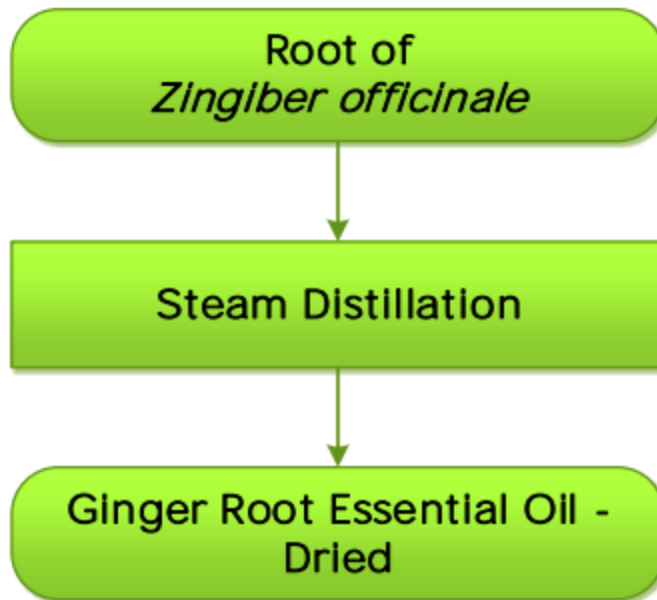 Root of
Zingiber officinale
Steam Distillation
Ginger Root Essential Oil -
Dried